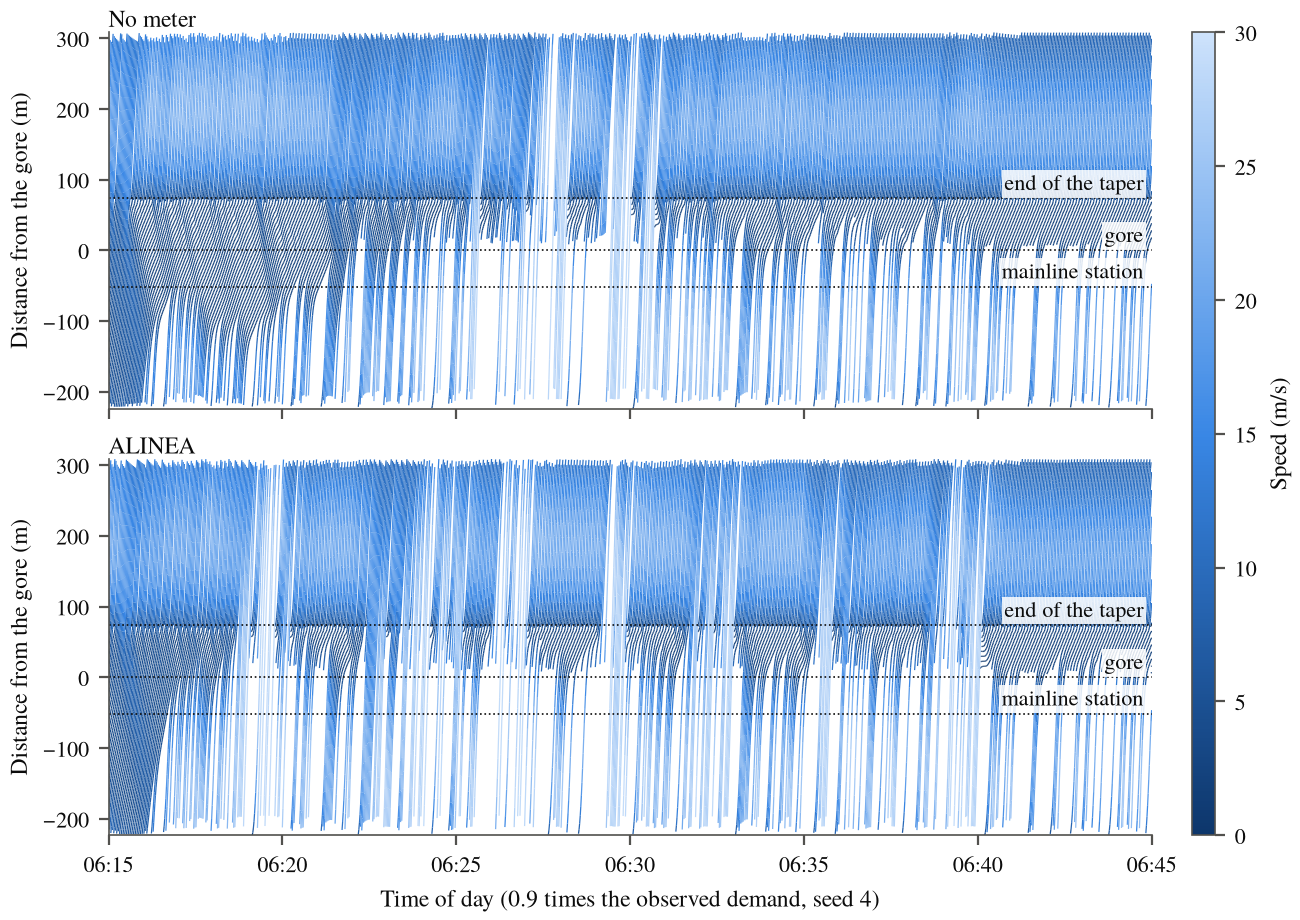 No meter
300
200
100
0
−100
−200
Distance from the gore (m)
end of the taper
gore
mainline station
ALINEA
300
200
100
0
−100
−200
Distance from the gore (m)
end of the taper
gore
mainline station
06:15 06:20 06:25 06:30 06:35 06:40 06:45
Time of day (0.9 times the observed demand, seed 4)
30
25
20
15
10
5
0
Speed (m/s)